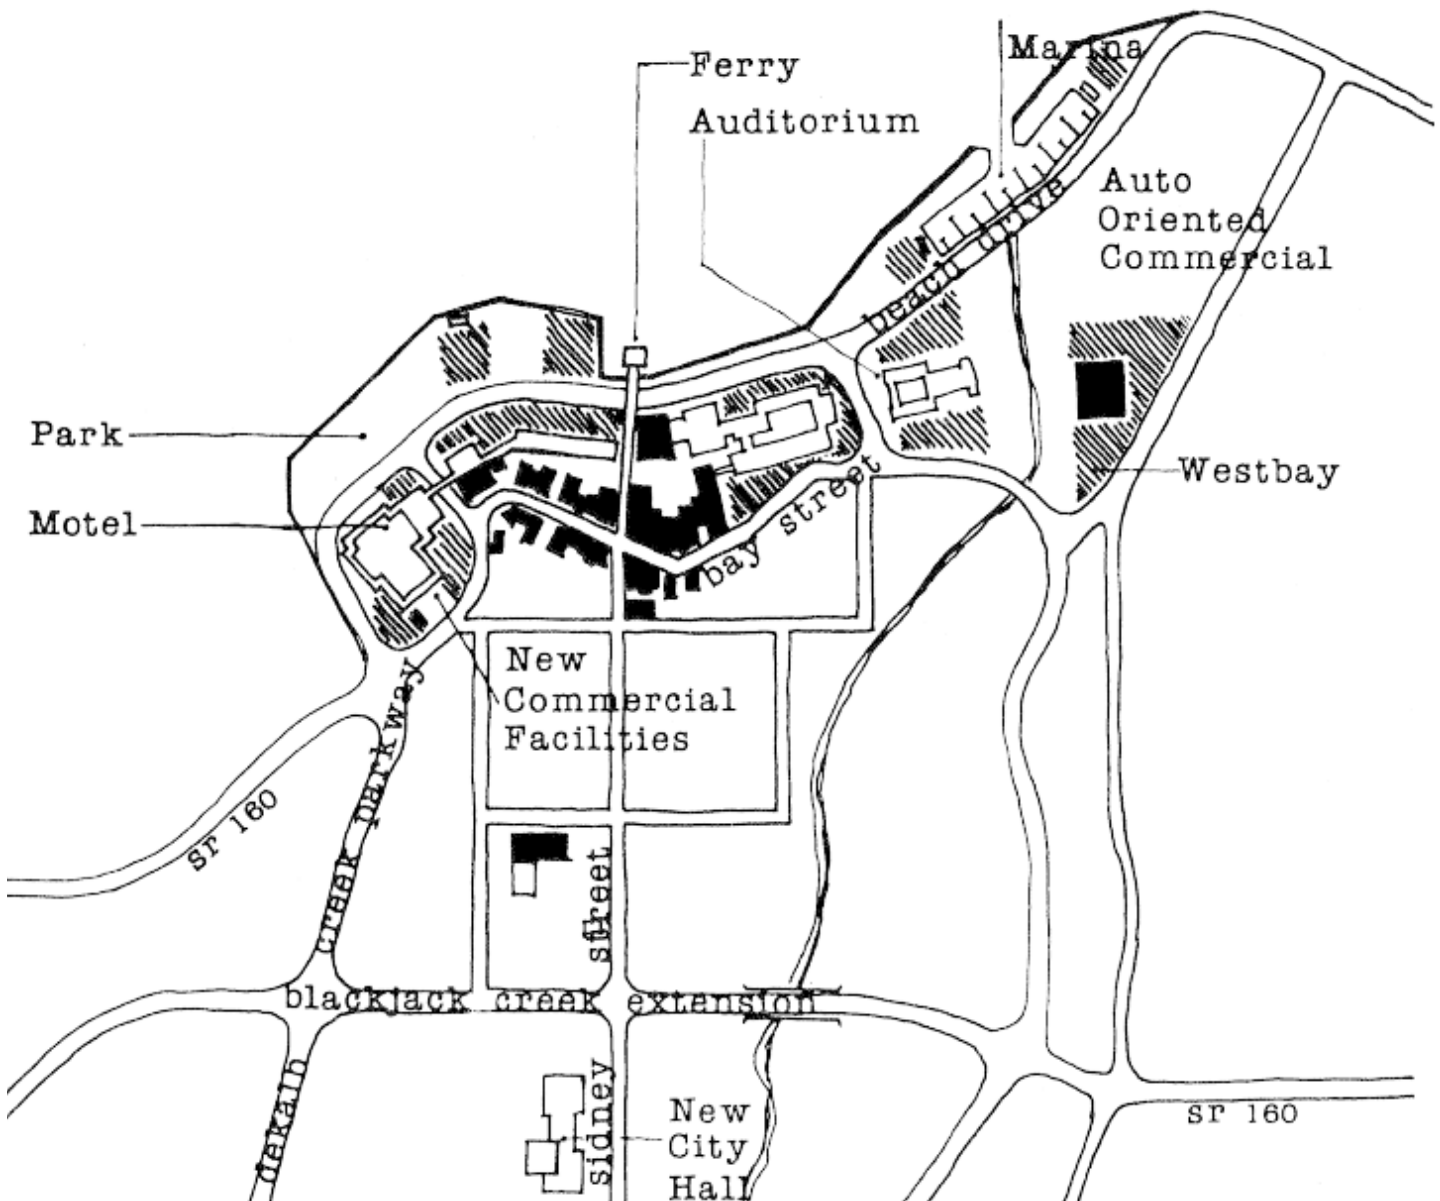 Ferry
Marina
Auditorium
Auto
Oriented
Commercial
beach drive
Park
Westbay
Motel
bay street
New
Commercial
Facilities
creek parkway
sr 160
street
blackjack creek extension
dekalb
sidney
New
City
Hall
sr 160